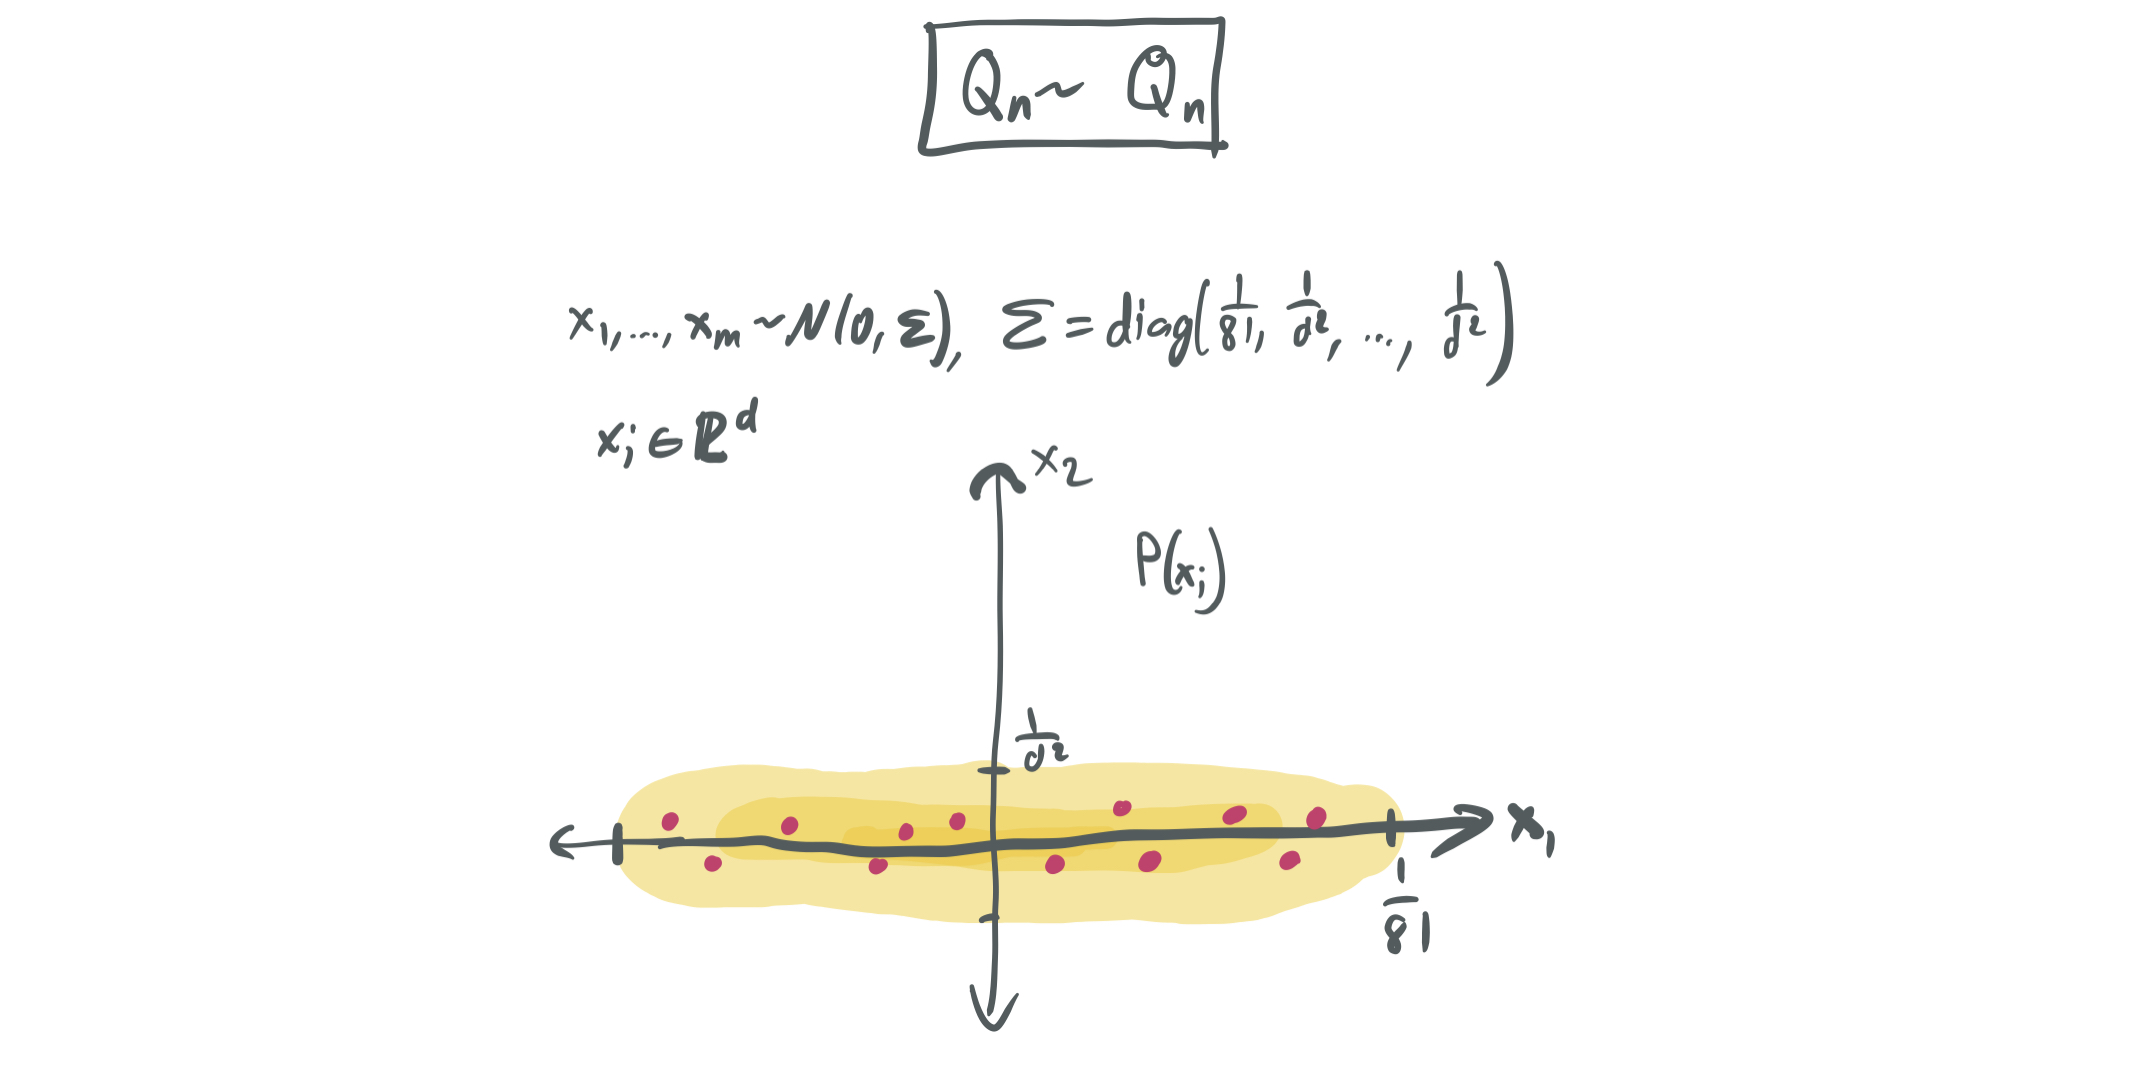 Qn ~ Qn
x1,..., xm ~ N(0, Σ), Σ = diag(1/81, 1/d², ..., 1/d²)
xi ∈ ℝ^d
x2
P(xi)
1/d²
x1
1/81